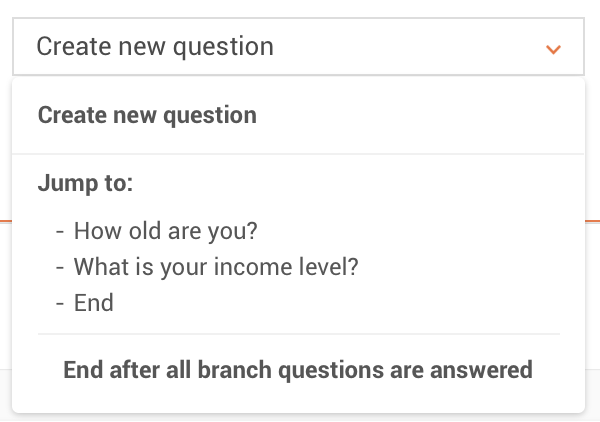 Create new question
Create new question
Jump to:
- How old are you?
- What is your income level?
- End
End after all branch questions are answered